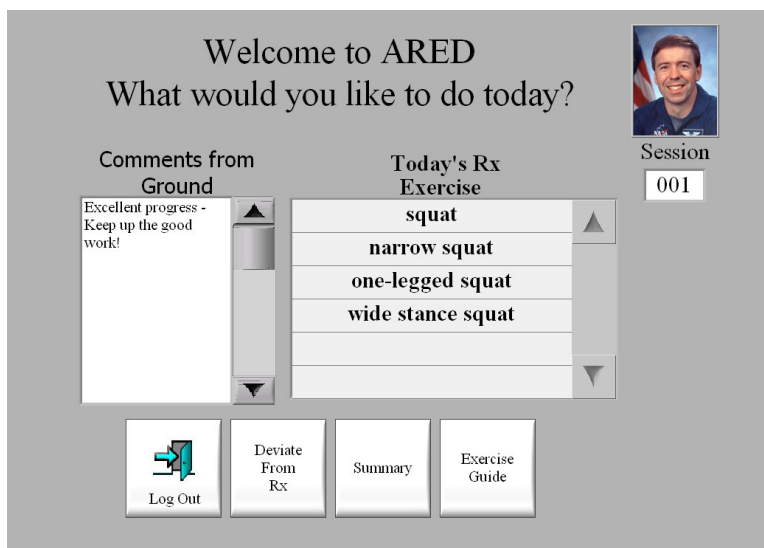 Welcome to ARED
What would you like to do today?
NASA
Session
001
Comments from
Ground
Excellent progress -
Keep up the good
work!
Today's Rx
Exercise
squat
narrow squat
one-legged squat
wide stance squat
Log Out
Deviate
From
Rx
Summary
Exercise
Guide